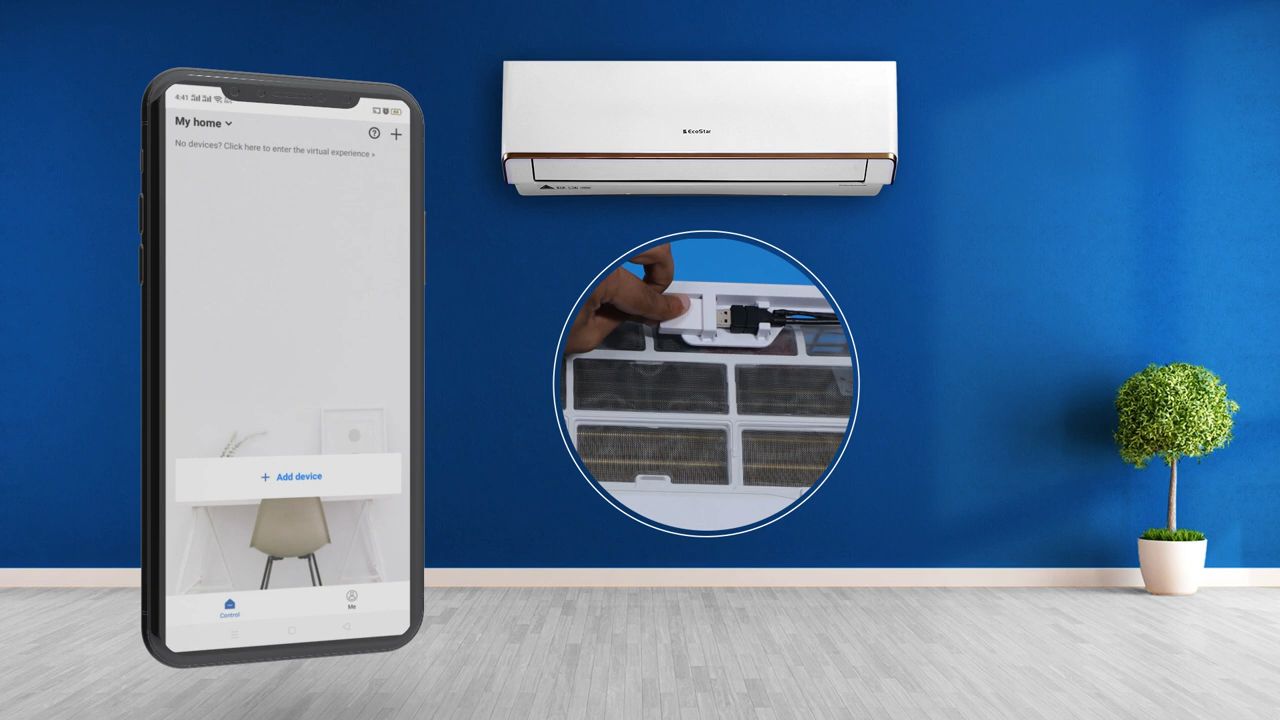 4:41
My home
No devices? Click here to enter the virtual experience »
+ Add device
Control
Me
EcoStar